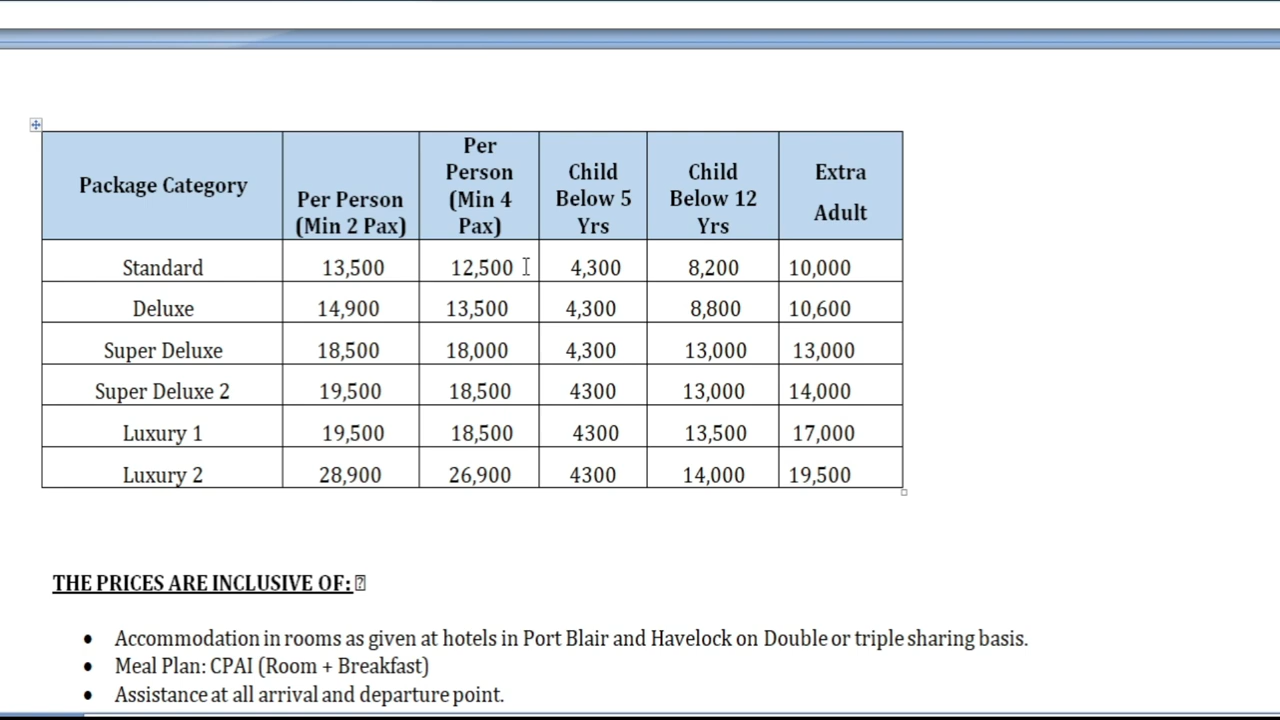 Package Category Per Person (Min 2 Pax) Per Person (Min 4 Pax) Child Below 5 Yrs Child Below 12 Yrs Extra Adult
Standard 13,500 12,500 4,300 8,200 10,000
Deluxe 14,900 13,500 4,300 8,800 10,600
Super Deluxe 18,500 18,000 4,300 13,000 13,000
Super Deluxe 2 19,500 18,500 4300 13,000 14,000
Luxury 1 19,500 18,500 4300 13,500 17,000
Luxury 2 28,900 26,900 4300 14,000 19,500
THE PRICES ARE INCLUSIVE OF:
• Accommodation in rooms as given at hotels in Port Blair and Havelock on Double or triple sharing basis.
• Meal Plan: CPAI (Room + Breakfast)
• Assistance at all arrival and departure point.